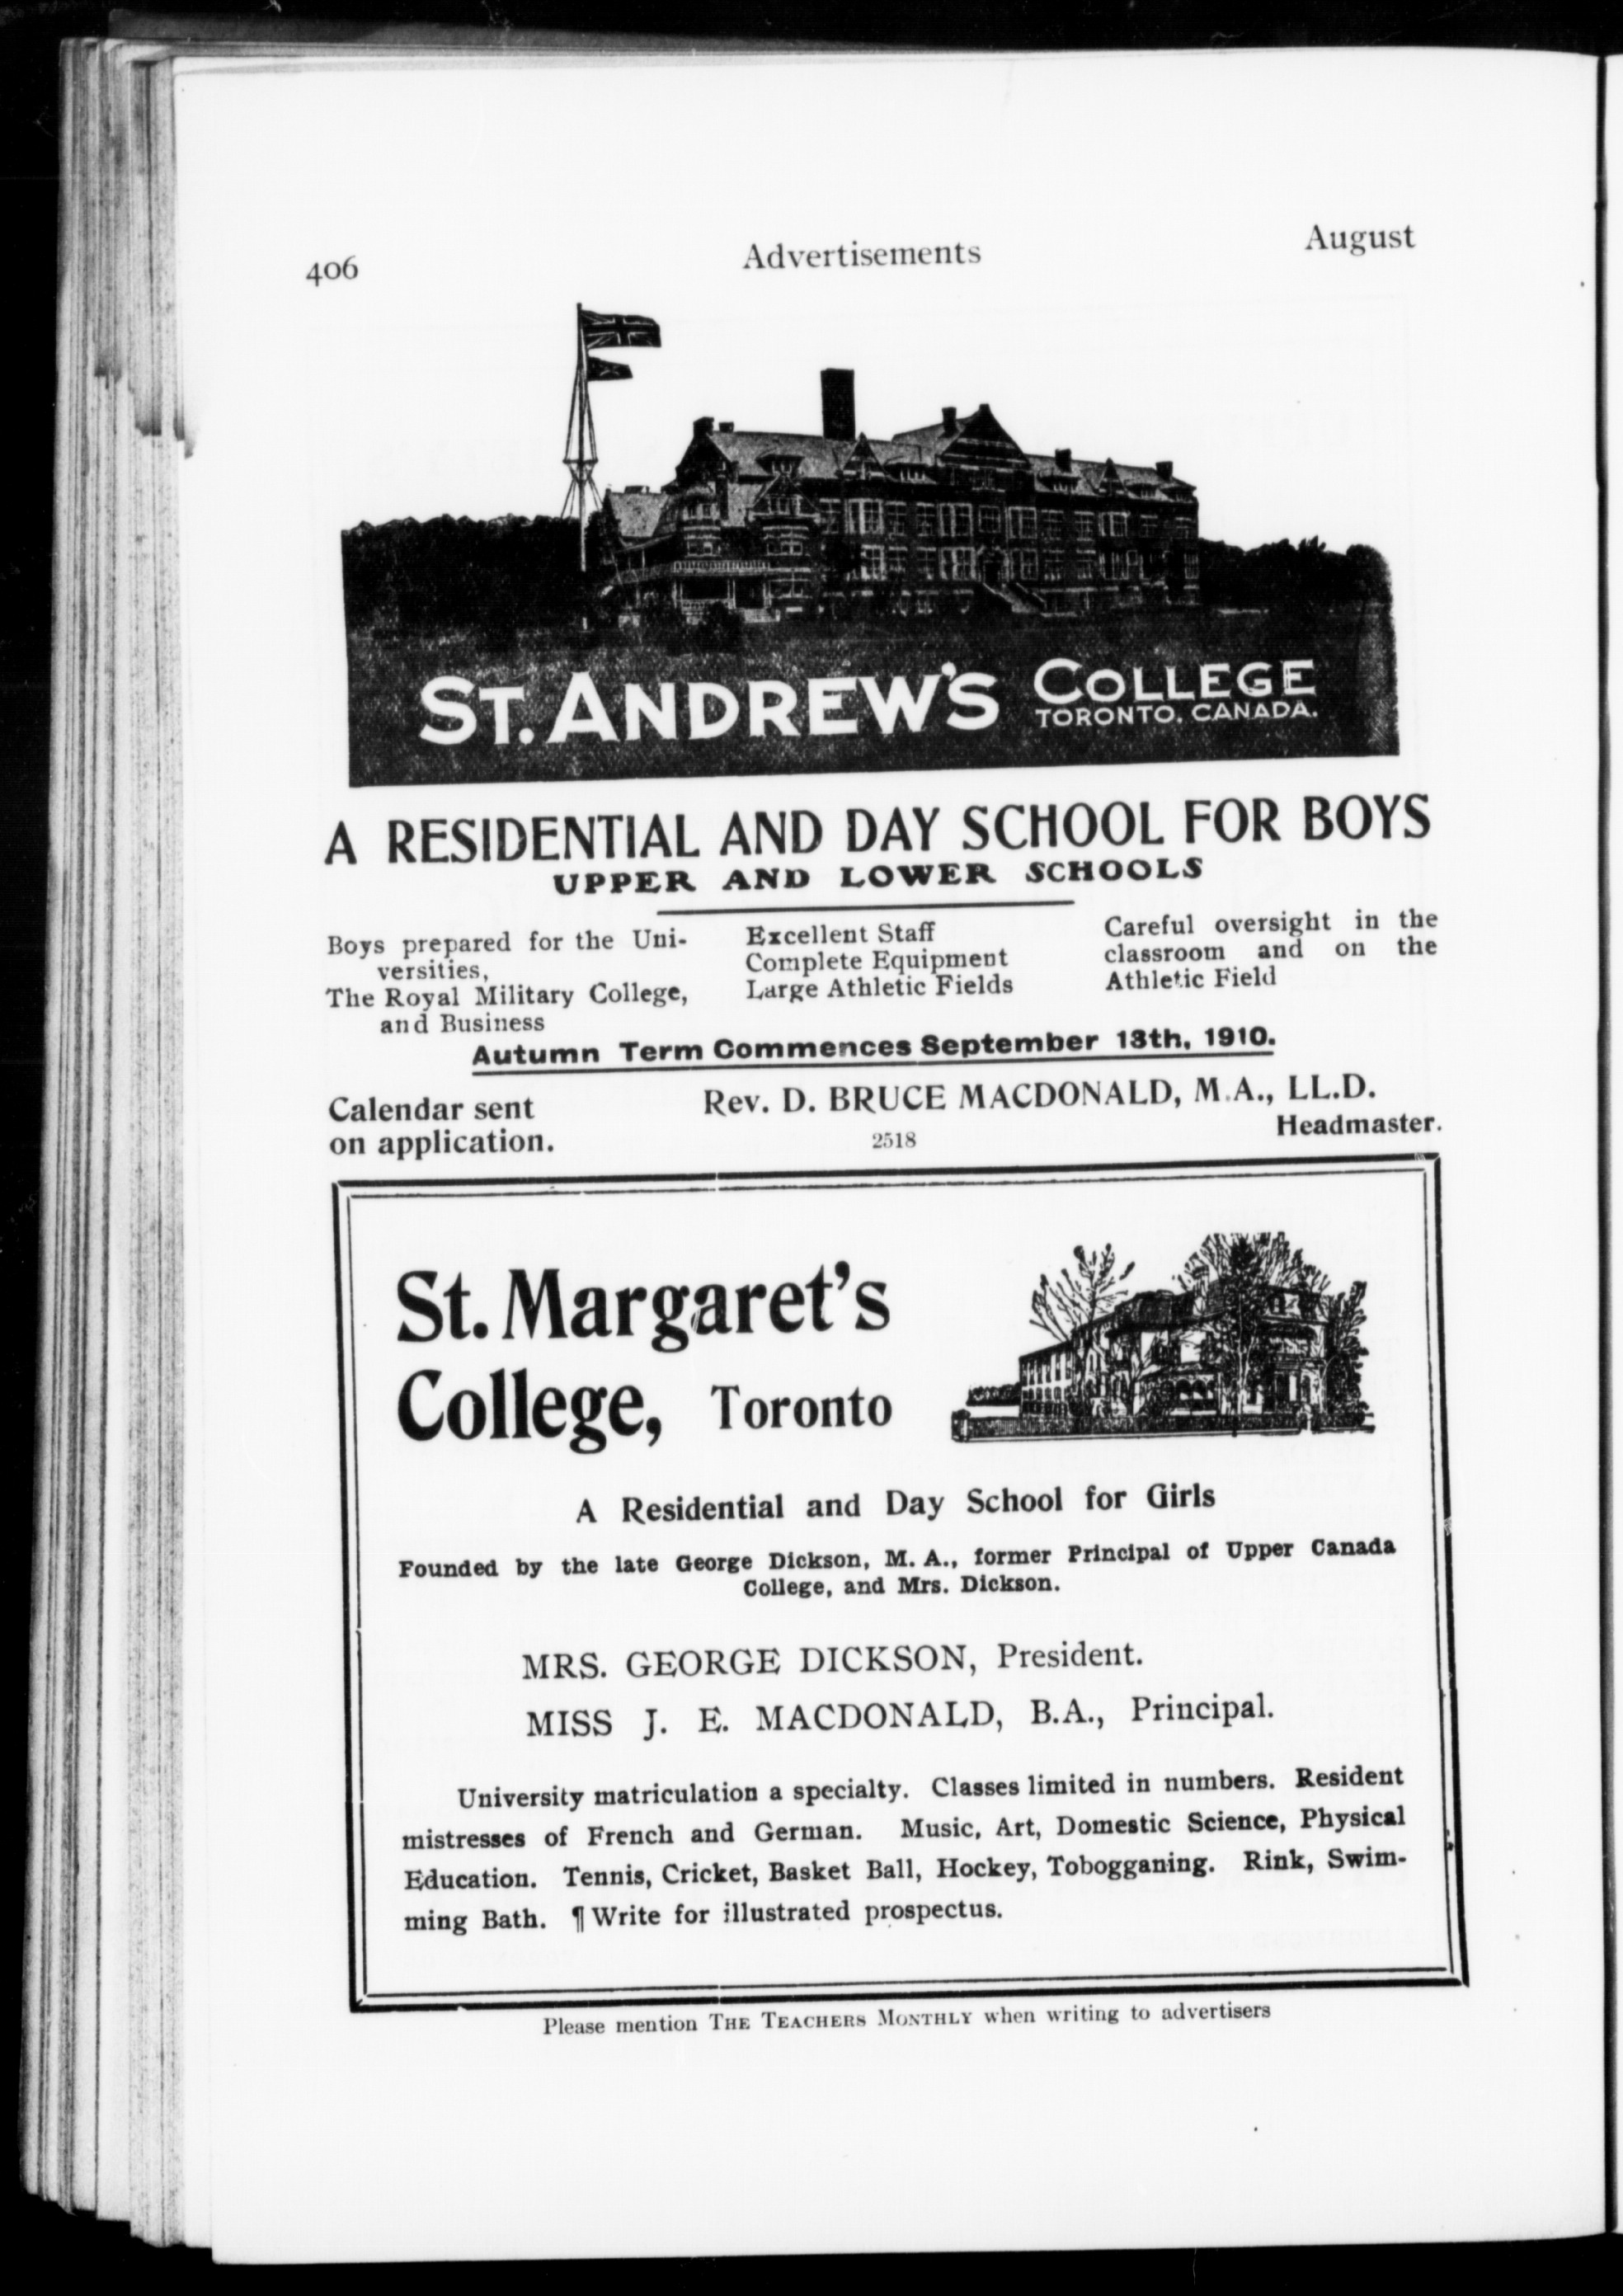 406
Advertisements
August
ST. ANDREW'S COLLEGE
TORONTO. CANADA.
A RESIDENTIAL AND DAY SCHOOL FOR BOYS
UPPER AND LOWER SCHOOLS
Boys prepared for the Uni-
versities,
The Royal Military College,
and Business
Excellent Staff
Complete Equipment
Large Athletic Fields
Careful oversight in the
classroom and on the
Athletic Field
Autumn Term Commences September 13th, 1910.
Calendar sent
on application.
Rev. D. BRUCE MACDONALD, M.A., LL.D.
Headmaster.
2518
St. Margaret's
College, Toronto
A Residential and Day School for Girls
Founded by the late George Dickson, M. A., former Principal of Upper Canada
College, and Mrs. Dickson.
MRS. GEORGE DICKSON, President.
MISS J. E. MACDONALD, B.A., Principal.
University matriculation a specialty. Classes limited in numbers. Resident
mistresses of French and German. Music, Art, Domestic Science, Physical
Education. Tennis, Cricket, Basket Ball, Hockey, Tobogganing. Rink, Swim-
ming Bath. ¶ Write for illustrated prospectus.
Please mention THE TEACHERS MONTHLY when writing to advertisers